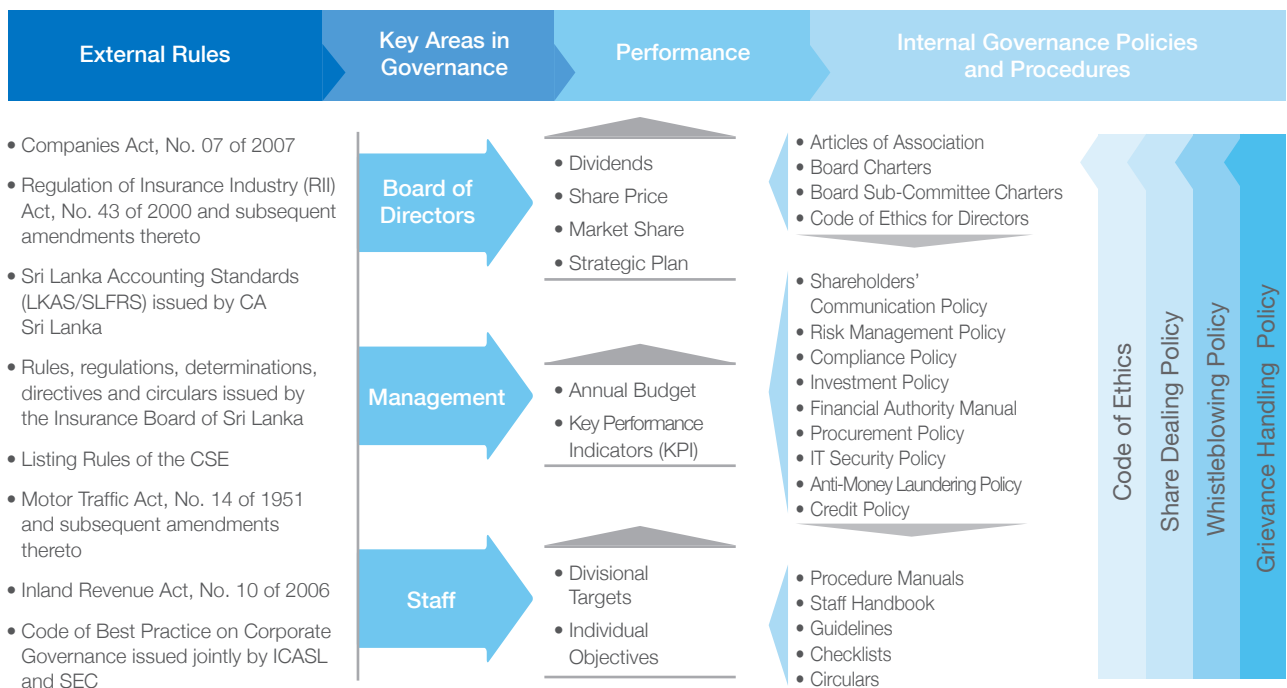 External Rules
Key Areas in
Governance
Performance
Internal Governance Policies
and Procedures
• Companies Act, No. 07 of 2007
• Regulation of Insurance Industry (RII)
Act, No. 43 of 2000 and subsequent
amendments thereto
• Sri Lanka Accounting Standards
(LKAS/SLFRS) issued by CA
Sri Lanka
• Rules, regulations, determinations,
directives and circulars issued by
the Insurance Board of Sri Lanka
• Listing Rules of the CSE
• Motor Traffic Act, No. 14 of 1951
and subsequent amendments
thereto
• Inland Revenue Act, No. 10 of 2006
• Code of Best Practice on Corporate
Governance issued jointly by ICASL
and SEC
Board of
Directors
Management
Staff
• Dividends
• Share Price
• Market Share
• Strategic Plan
• Annual Budget
• Key Performance
Indicators (KPI)
• Divisional
Targets
• Individual
Objectives
• Articles of Association
• Board Charters
• Board Sub-Committee Charters
• Code of Ethics for Directors
• Shareholders'
Communication Policy
• Risk Management Policy
• Compliance Policy
• Investment Policy
• Financial Authority Manual
• Procurement Policy
• IT Security Policy
• Anti-Money Laundering Policy
• Credit Policy
• Procedure Manuals
• Staff Handbook
• Guidelines
• Checklists
• Circulars
Code of Ethics
Share Dealing Policy
Whistleblowing Policy
Grievance Handling Policy